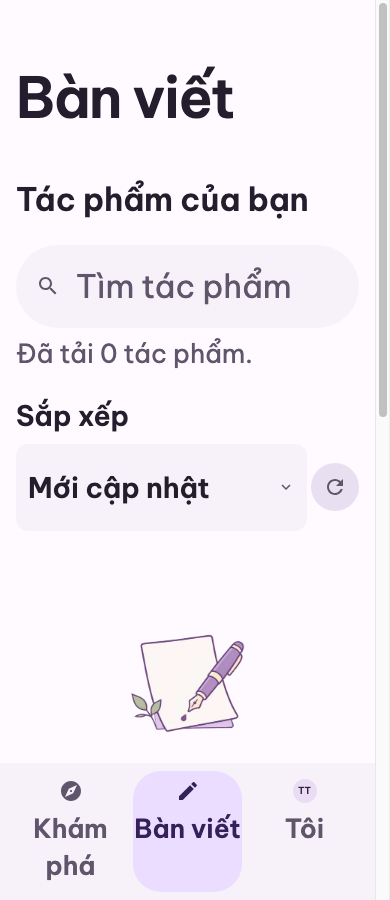 Bàn viết
Tác phẩm của bạn
Tìm tác phẩm
Đã tải 0 tác phẩm.
Sắp xếp
Mới cập nhật
TT
Khám
phá
Bàn viết
Tôi